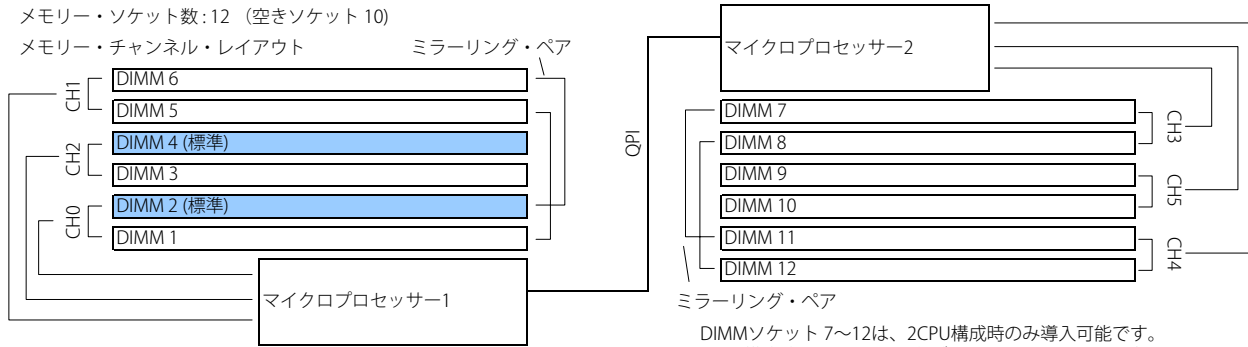 メモリー・ソケット数 : 12 （空きソケット 10)
メモリー・チャンネル・レイアウト
ミラーリング・ペア
CH1
DIMM 6
DIMM 5
CH2
DIMM 4 (標準)
DIMM 3
CH0
DIMM 2 (標準)
DIMM 1
マイクロプロセッサー1
QPI
マイクロプロセッサー2
DIMM 7
DIMM 8
CH3
DIMM 9
DIMM 10
CH5
DIMM 11
DIMM 12
CH4
ミラーリング・ペア
DIMMソケット 7～12は、2CPU構成時のみ導入可能です。